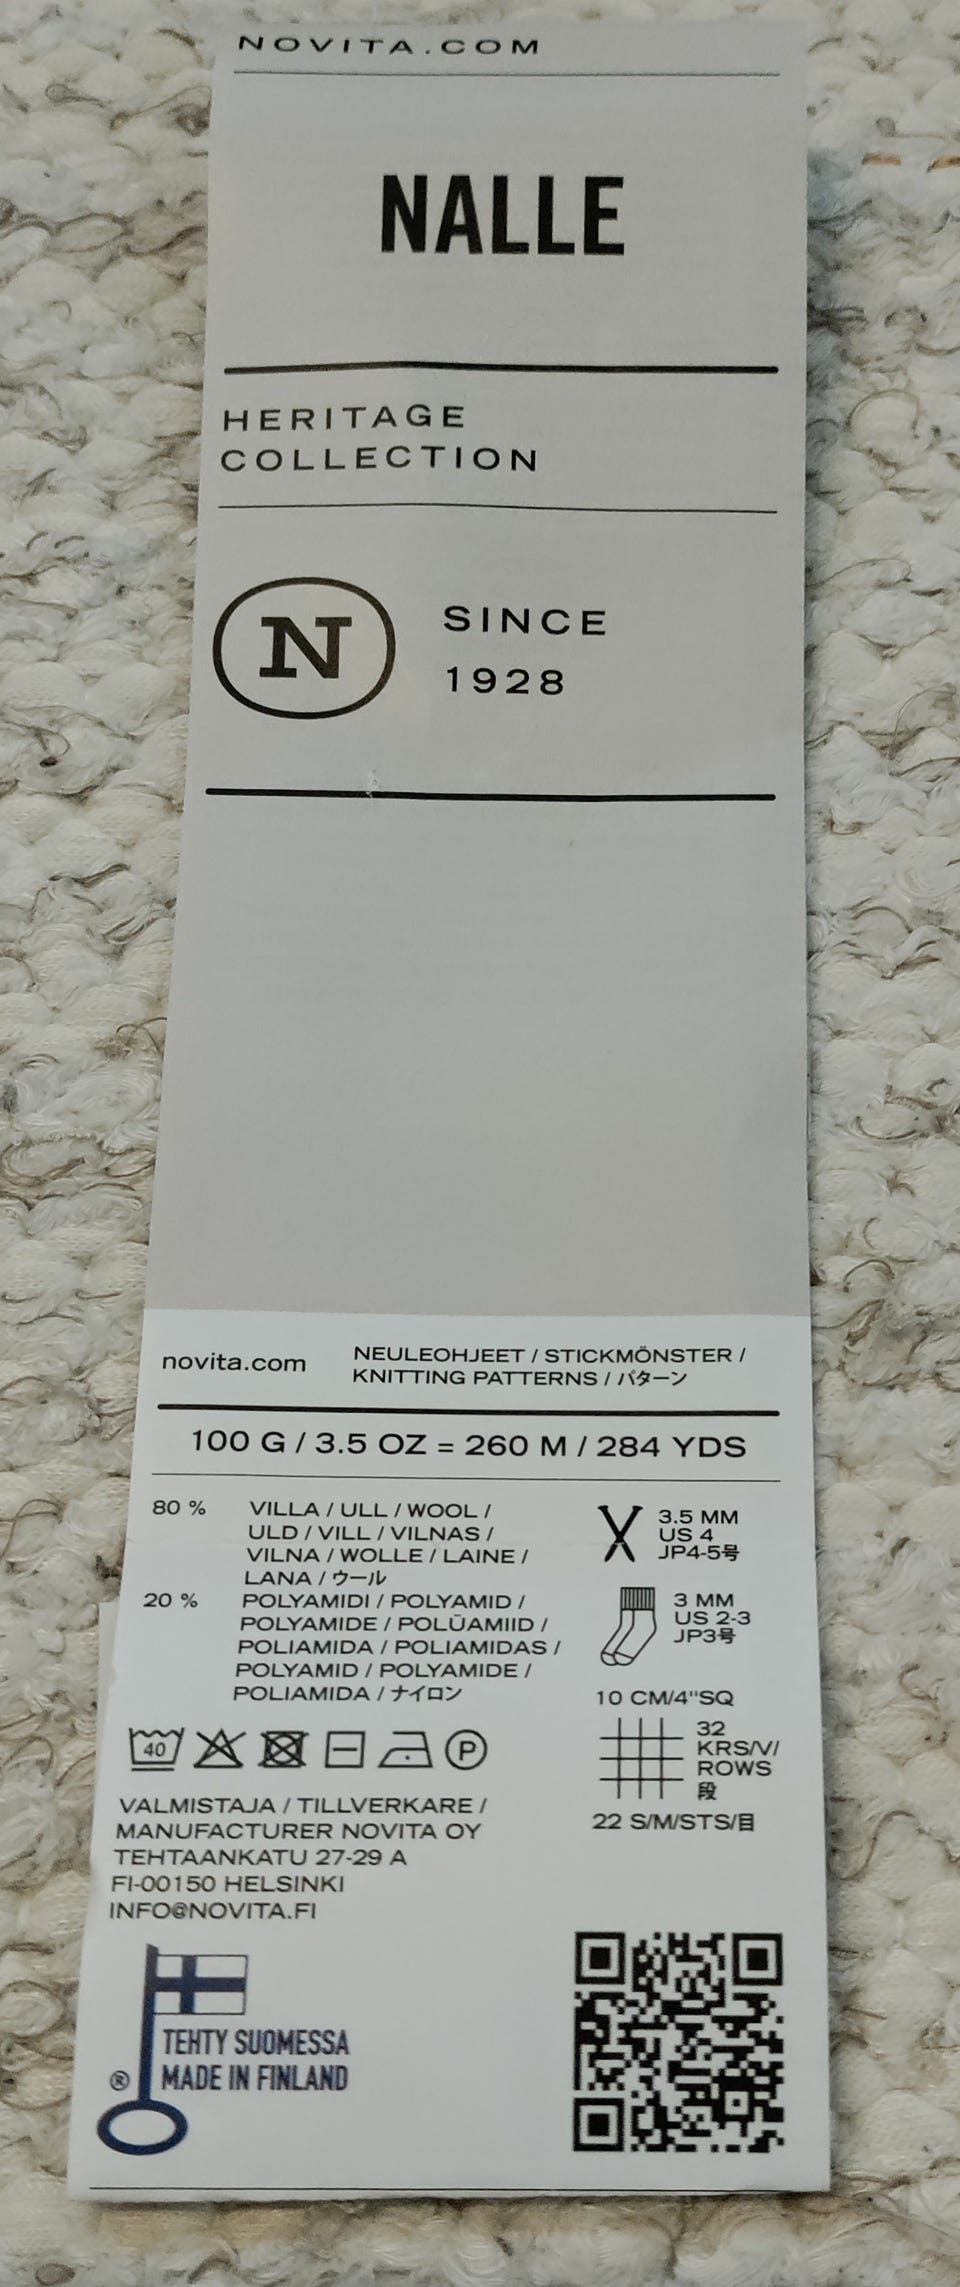 NOVITA.COM
NALLE
HERITAGE
COLLECTION
N
SINCE
1928
novita.com
NEULEOHJEET / STICKMÖNSTER /
KNITTING PATTERNS / パターン
100 G / 3.5 OZ = 260 M / 284 YDS
80 %
VILLA / ULL / WOOL /
ULD / VILL / VILNAS /
VILNA / WOLLE / LAINE /
LANA / ウール
20 %
POLYAMIDI / POLYAMID /
POLYAMIDE / POLÜAMIID /
POLIAMIDA / POLIAMIDAS /
POLYAMID / POLYAMIDE /
POLIAMIDA / ナイロン
3.5 MM
US 4
JP4-5号
3 MM
US 2-3
JP3号
10 CM/4"SQ
32
KRS/V/
ROWS
段
22 S/M/STS/目
40
P
VALMISTAJA / TILLVERKARE /
MANUFACTURER NOVITA OY
TEHTAANKATU 27-29 A
FI-00150 HELSINKI
INFO@NOVITA.FI
TEHTY SUOMESSA
® MADE IN FINLAND